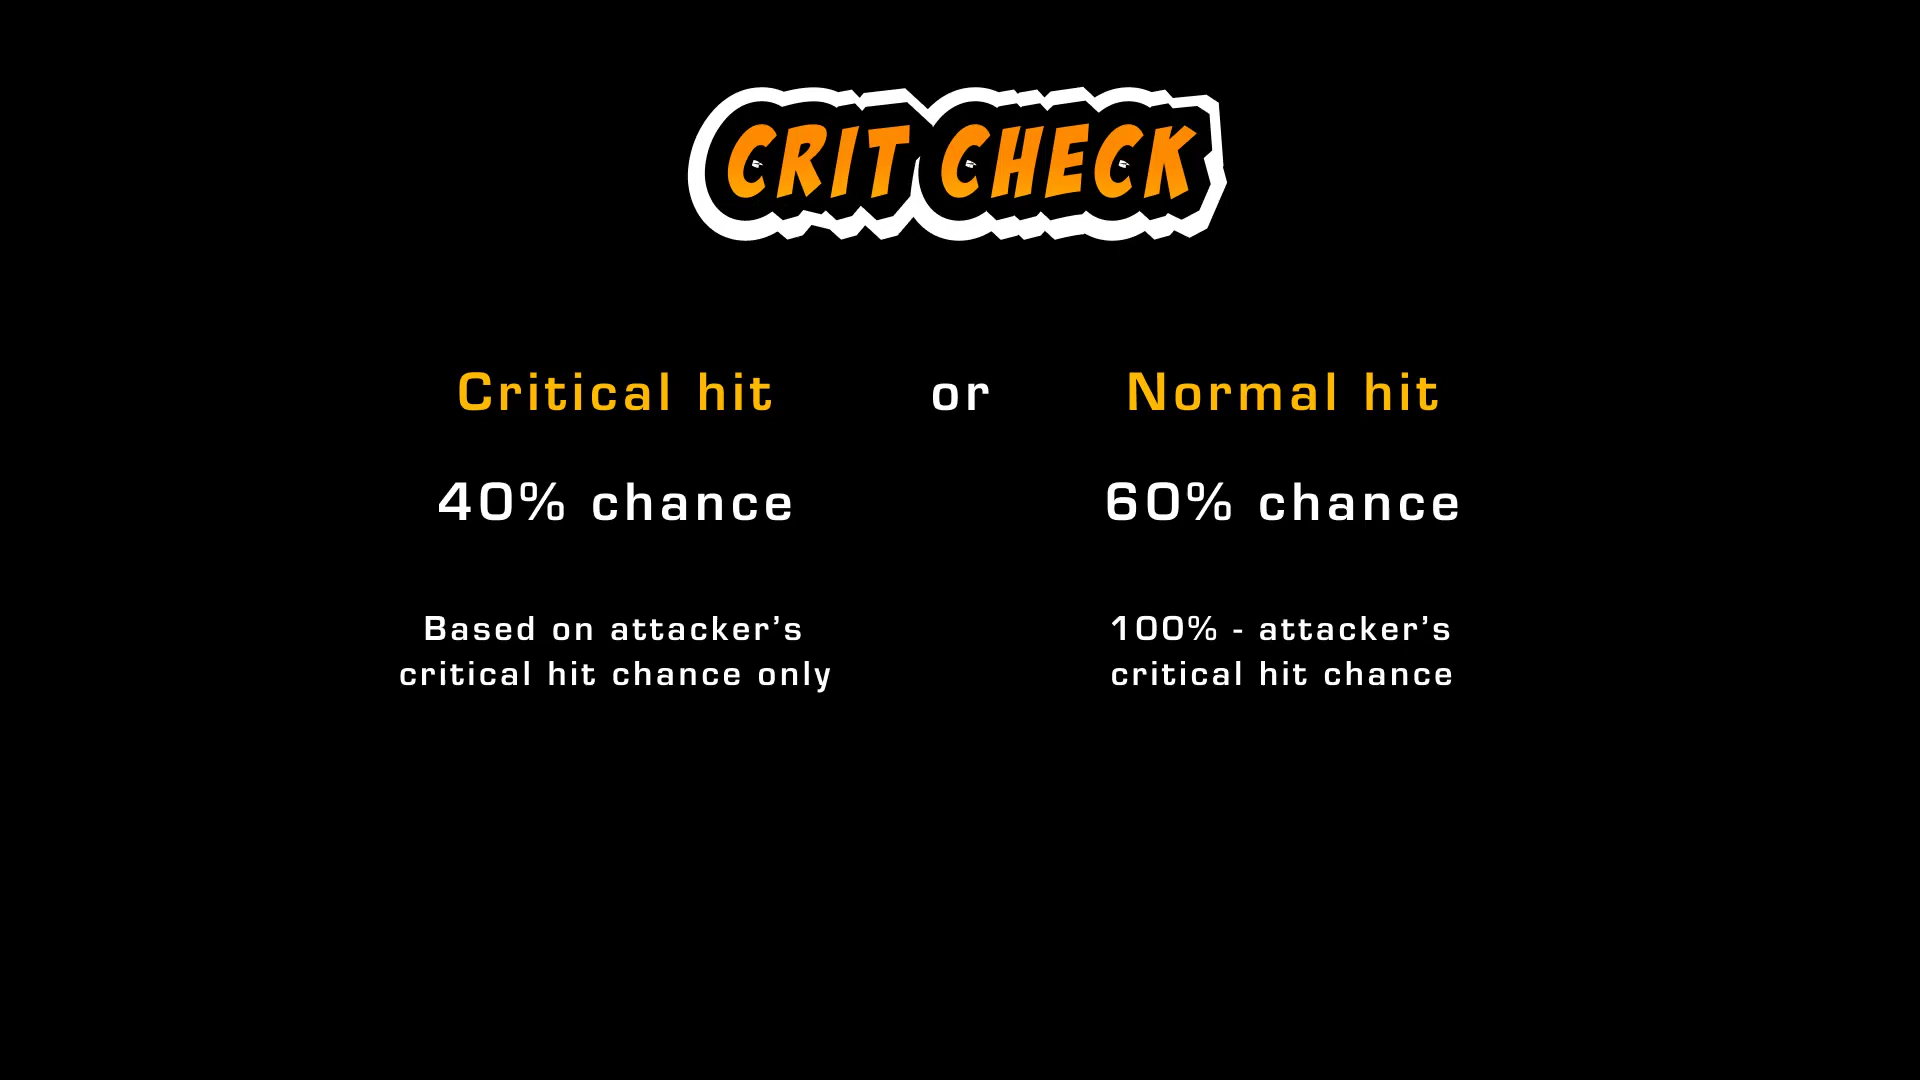 CRIT CHECK
Critical hit or Normal hit
40% chance 60% chance
Based on attacker’s
critical hit chance only
100% - attacker’s
critical hit chance